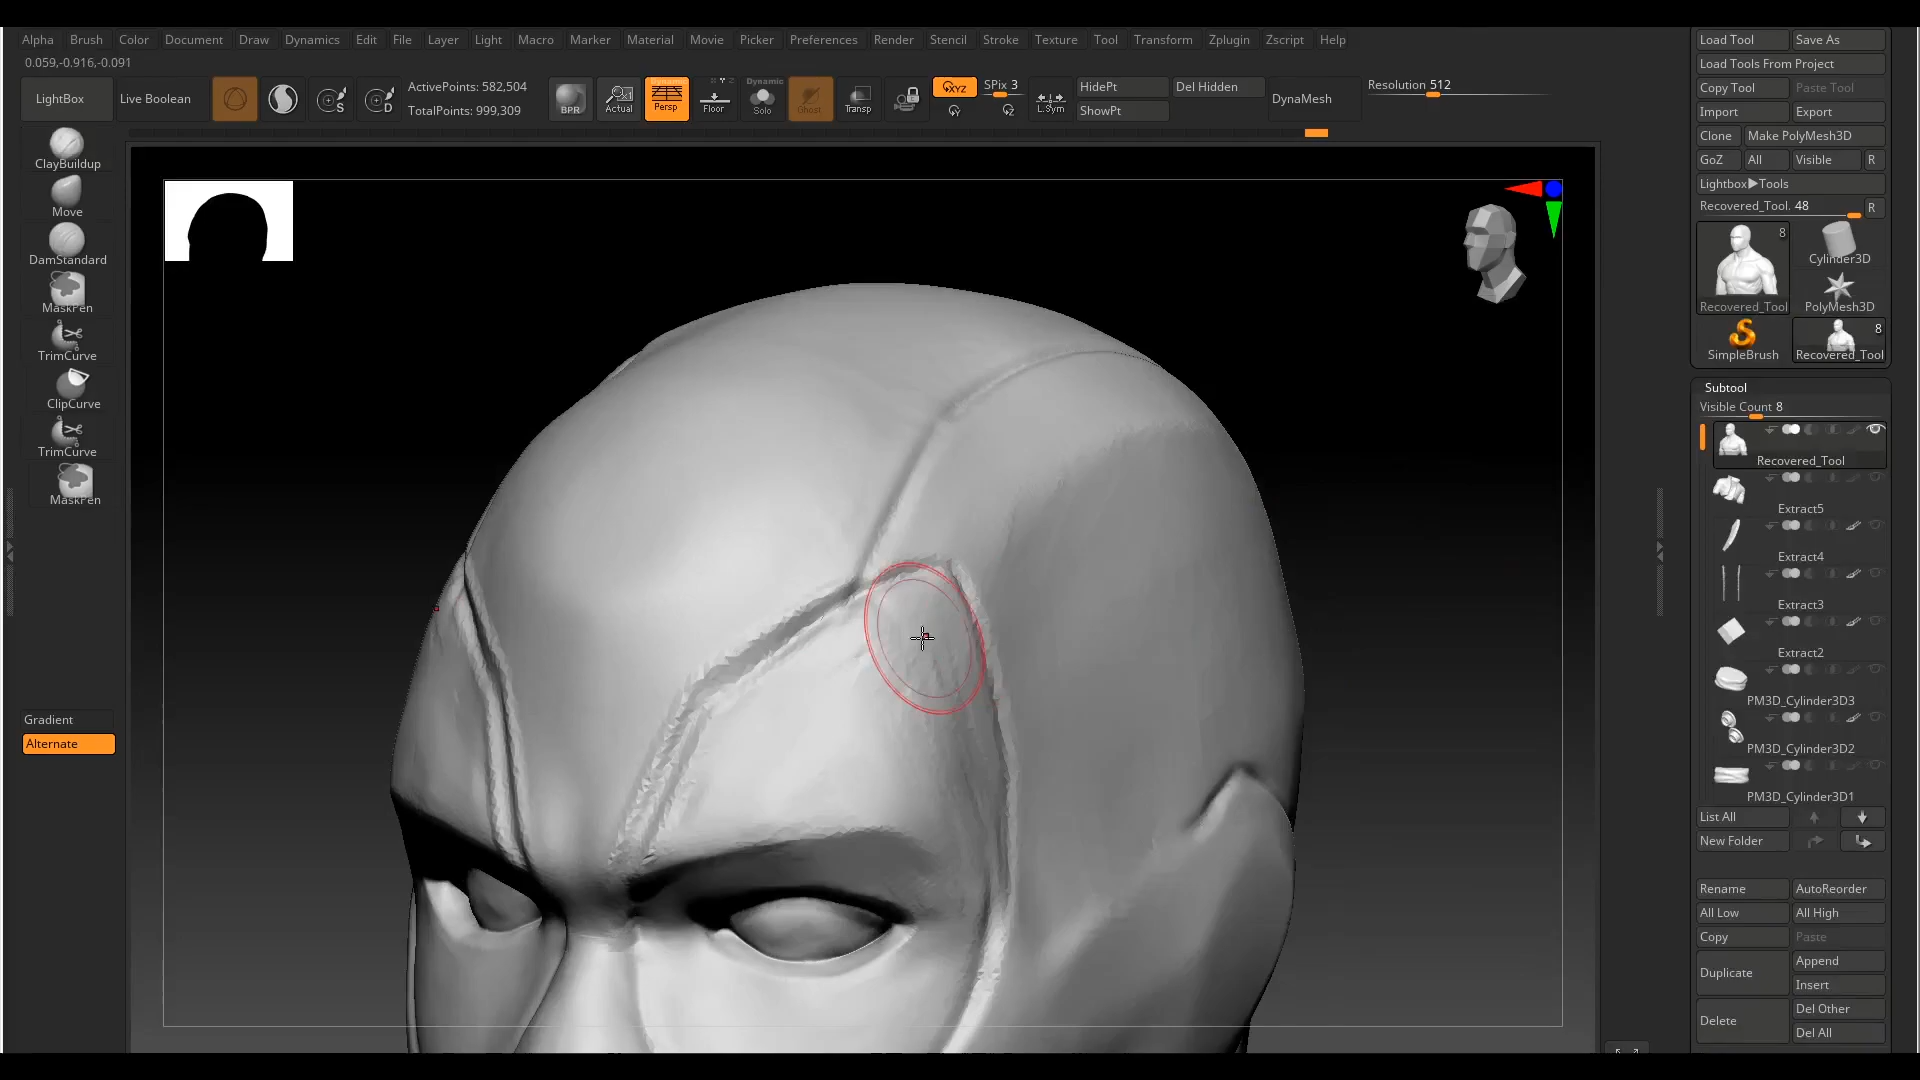 Alpha Brush Color Document Draw Dynamics Edit File Layer Light Macro Marker Material Movie Picker Preferences Render Stencil Stroke Texture Tool Transform Zplugin Zscript Help
0.059,-0.916,-0.091
LightBox
Live Boolean
S
D
ActivePoints: 582,504
TotalPoints: 999,309
BPR
Actual
Dynamic
Persp
Floor
Dynamic
Solo
Ghost
Transp
XYZ
SPix 3
L.Sym
HidePt
ShowPt
Del Hidden
DynaMesh
Resolution 512
ClayBuildup
Move
DamStandard
MaskPen
TrimCurve
ClipCurve
TrimCurve
MaskPen
Gradient
Alternate
Load Tool Save As
Load Tools From Project
Copy Tool Paste Tool
Import Export
Clone Make PolyMesh3D
GoZ All Visible R
Lightbox▶Tools
Recovered_Tool. 48 R
8
Recovered_Tool
Cylinder3D
PolyMesh3D
SimpleBrush
8
Recovered_Tool
Subtool
Visible Count 8
Recovered_Tool
Extract5
Extract4
Extract3
Extract2
PM3D_Cylinder3D3
PM3D_Cylinder3D2
PM3D_Cylinder3D1
List All
New Folder
Rename AutoReorder
All Low All High
Copy Paste
Duplicate Append
Insert
Delete Del Other
Del All